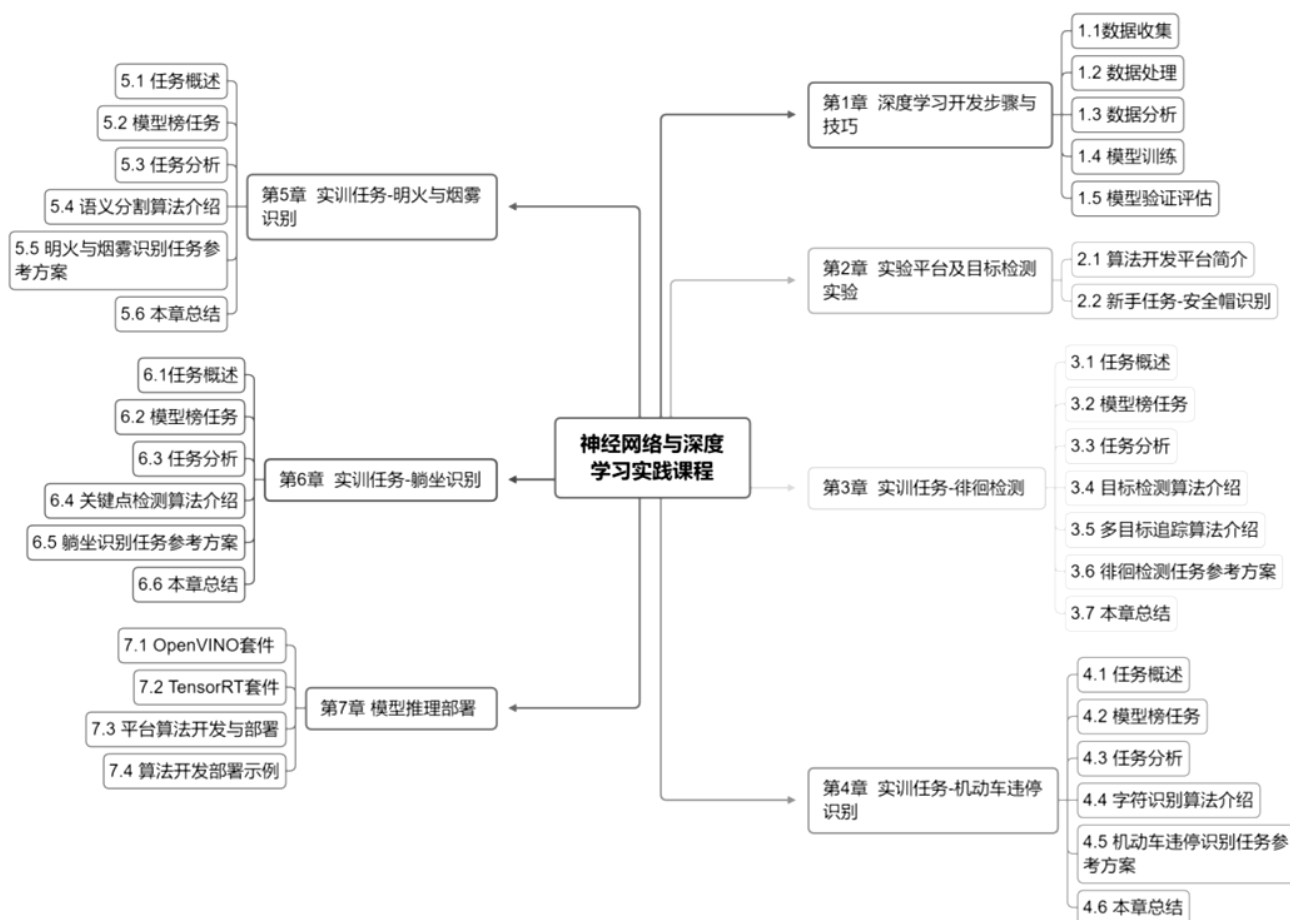 神经网络与深度
学习实践课程
第1章 深度学习开发步骤与
技巧
1.1数据收集
1.2 数据处理
1.3 数据分析
1.4 模型训练
1.5 模型验证评估
第2章 实验平台及目标检测
实验
2.1 算法开发平台简介
2.2 新手任务-安全帽识别
第3章 实训任务-徘徊检测
3.1 任务概述
3.2 模型榜任务
3.3 任务分析
3.4 目标检测算法介绍
3.5 多目标追踪算法介绍
3.6 徘徊检测任务参考方案
3.7 本章总结
第4章 实训任务-机动车违停
识别
4.1 任务概述
4.2 模型榜任务
4.3 任务分析
4.4 字符识别算法介绍
4.5 机动车违停识别任务参
考方案
4.6 本章总结
第5章 实训任务-明火与烟雾
识别
5.1 任务概述
5.2 模型榜任务
5.3 任务分析
5.4 语义分割算法介绍
5.5 明火与烟雾识别任务参
考方案
5.6 本章总结
第6章 实训任务-躺坐识别
6.1任务概述
6.2 模型榜任务
6.3 任务分析
6.4 关键点检测算法介绍
6.5 躺坐识别任务参考方案
6.6 本章总结
第7章 模型推理部署
7.1 OpenVINO套件
7.2 TensorRT套件
7.3 平台算法开发与部署
7.4 算法开发部署示例